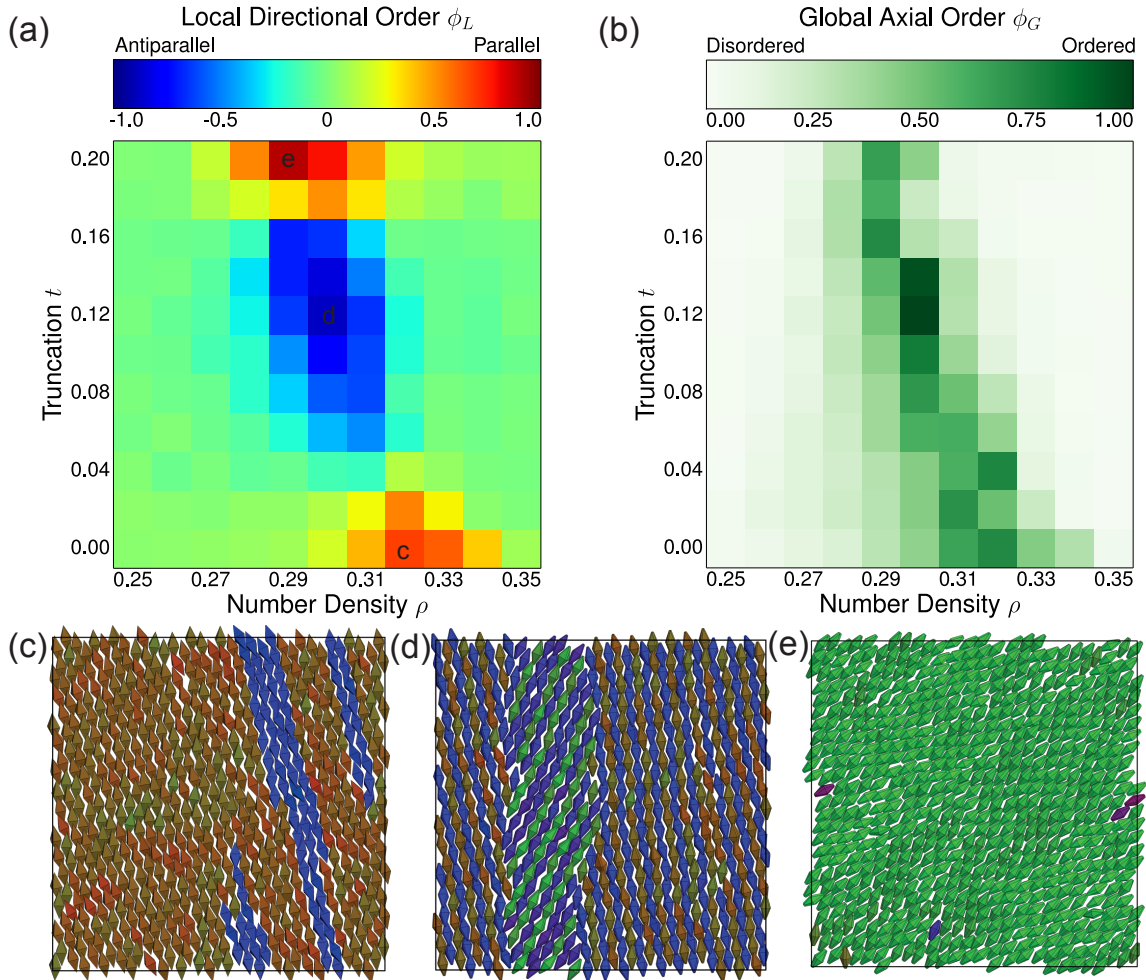 (a)
Local Directional Order ϕL
Antiparallel Parallel
-1.0 -0.5 0 0.5 1.0
Truncation t
0.20
0.16
0.12
0.08
0.04
0.00
e
d
c
0.25 0.27 0.29 0.31 0.33 0.35
Number Density ρ
(b)
Global Axial Order ϕG
Disordered Ordered
0.00 0.25 0.50 0.75 1.00
Truncation t
0.20
0.16
0.12
0.08
0.04
0.00
0.25 0.27 0.29 0.31 0.33 0.35
Number Density ρ
(c)
(d)
(e)